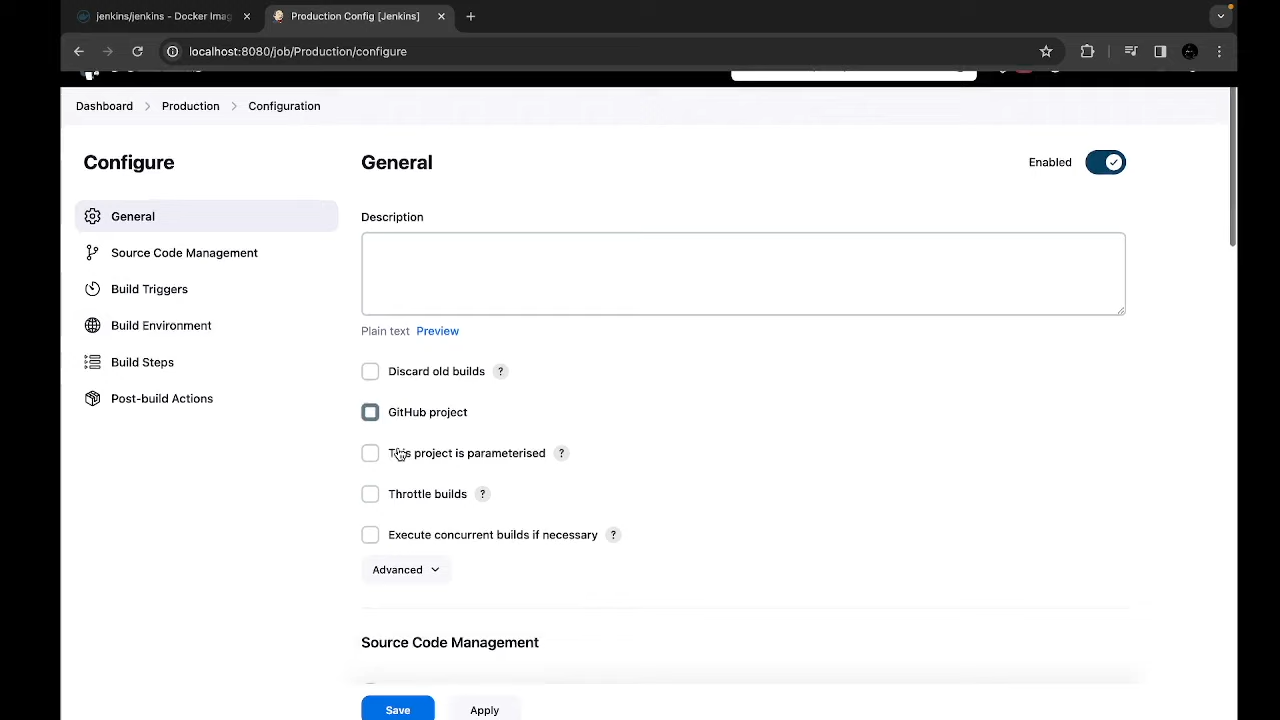 jenkins/jenkins - Docker Imag
Production Config [Jenkins]
localhost:8080/job/Production/configure
Dashboard
Production
Configuration
Configure
General
Source Code Management
Build Triggers
Build Environment
Build Steps
Post-build Actions
General
Enabled
Description
Plain text Preview
Discard old builds ?
GitHub project
This project is parameterised ?
Throttle builds ?
Execute concurrent builds if necessary ?
Advanced
Source Code Management
Save
Apply